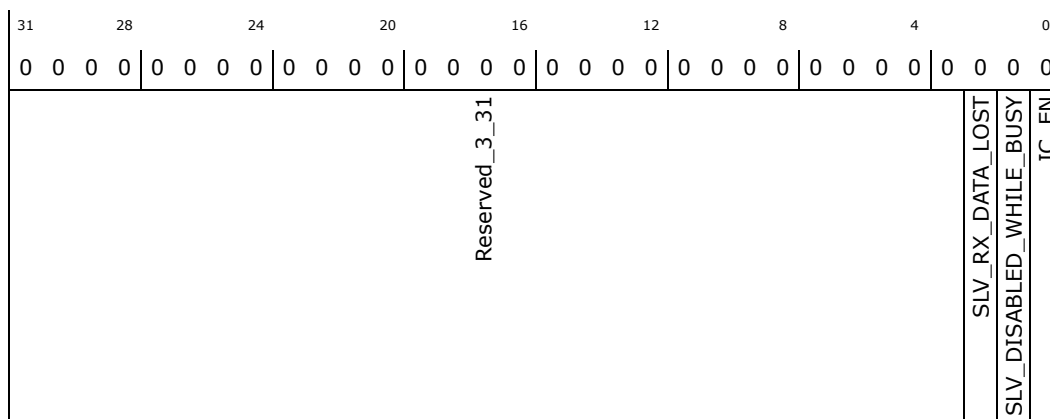 31 28 24 20 16 12 8 4 0
0 0 0 0 0 0 0 0 0 0 0 0 0 0 0 0 0 0 0 0 0 0 0 0 0 0 0 0 0 0 0 0
Reserved_3_31
SLV_RX_DATA_LOST
SLV_DISABLED_WHILE_BUSY
IC_EN